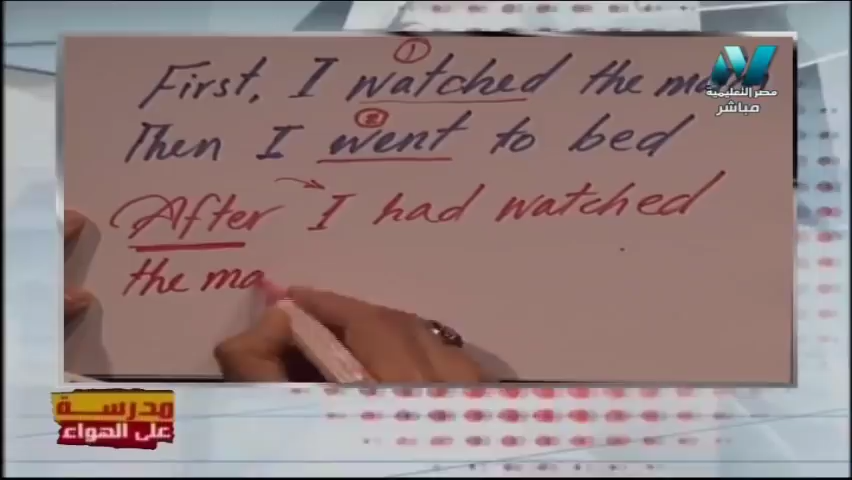 ①
First, I watched the
مصر التعليمية
مباشر
②
Then I went to bed
After I had watched
the ma
مدرسة
على الهواء